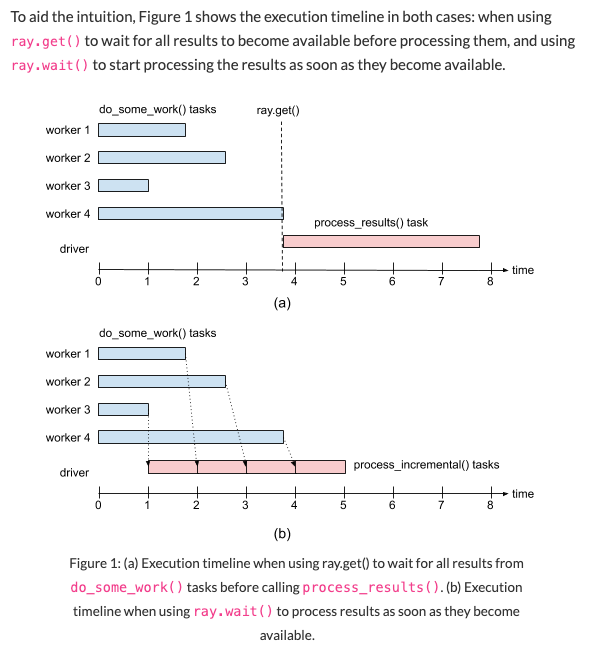 To aid the intuition, Figure 1 shows the execution timeline in both cases: when using
ray.get() to wait for all results to become available before processing them, and using
ray.wait() to start processing the results as soon as they become available.
do_some_work() tasks
ray.get()
worker 1
worker 2
worker 3
worker 4
process_results() task
driver
time
0 1 2 3 4 5 6 7 8
(a)
do_some_work() tasks
worker 1
worker 2
worker 3
worker 4
driver
process_incremental() tasks
time
0 1 2 3 4 5 6 7 8
(b)
Figure 1: (a) Execution timeline when using ray.get() to wait for all results from
do_some_work() tasks before calling process_results(). (b) Execution
timeline when using ray.wait() to process results as soon as they become
available.